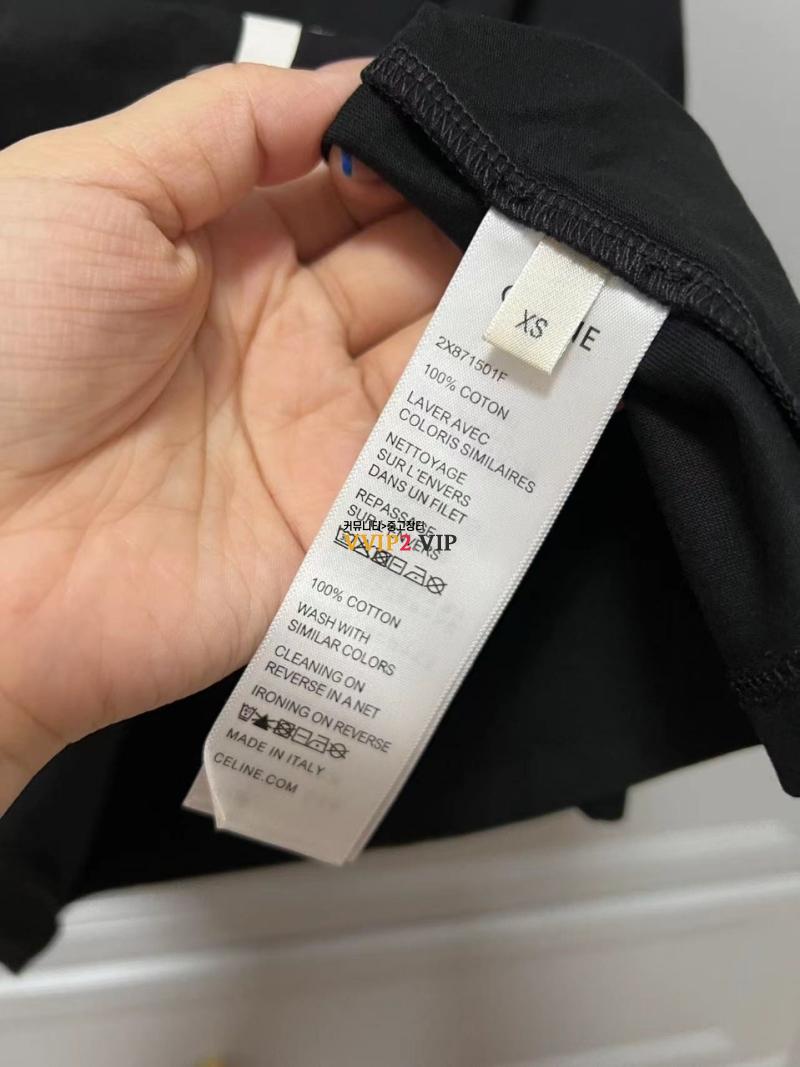 XS
2X871501F
100% COTON
LAVER AVEC
COLORIS SIMILAIRES
NETTOYAGE
SUR L'ENVERS
DANS UN FILET
REPASSAGE
커뮤니티>중고장터
VVIP2 VIP
100% COTTON
WASH WITH
SIMILAR COLORS
CLEANING ON
REVERSE IN A NET
IRONING ON REVERSE
MADE IN ITALY
CELINE.COM